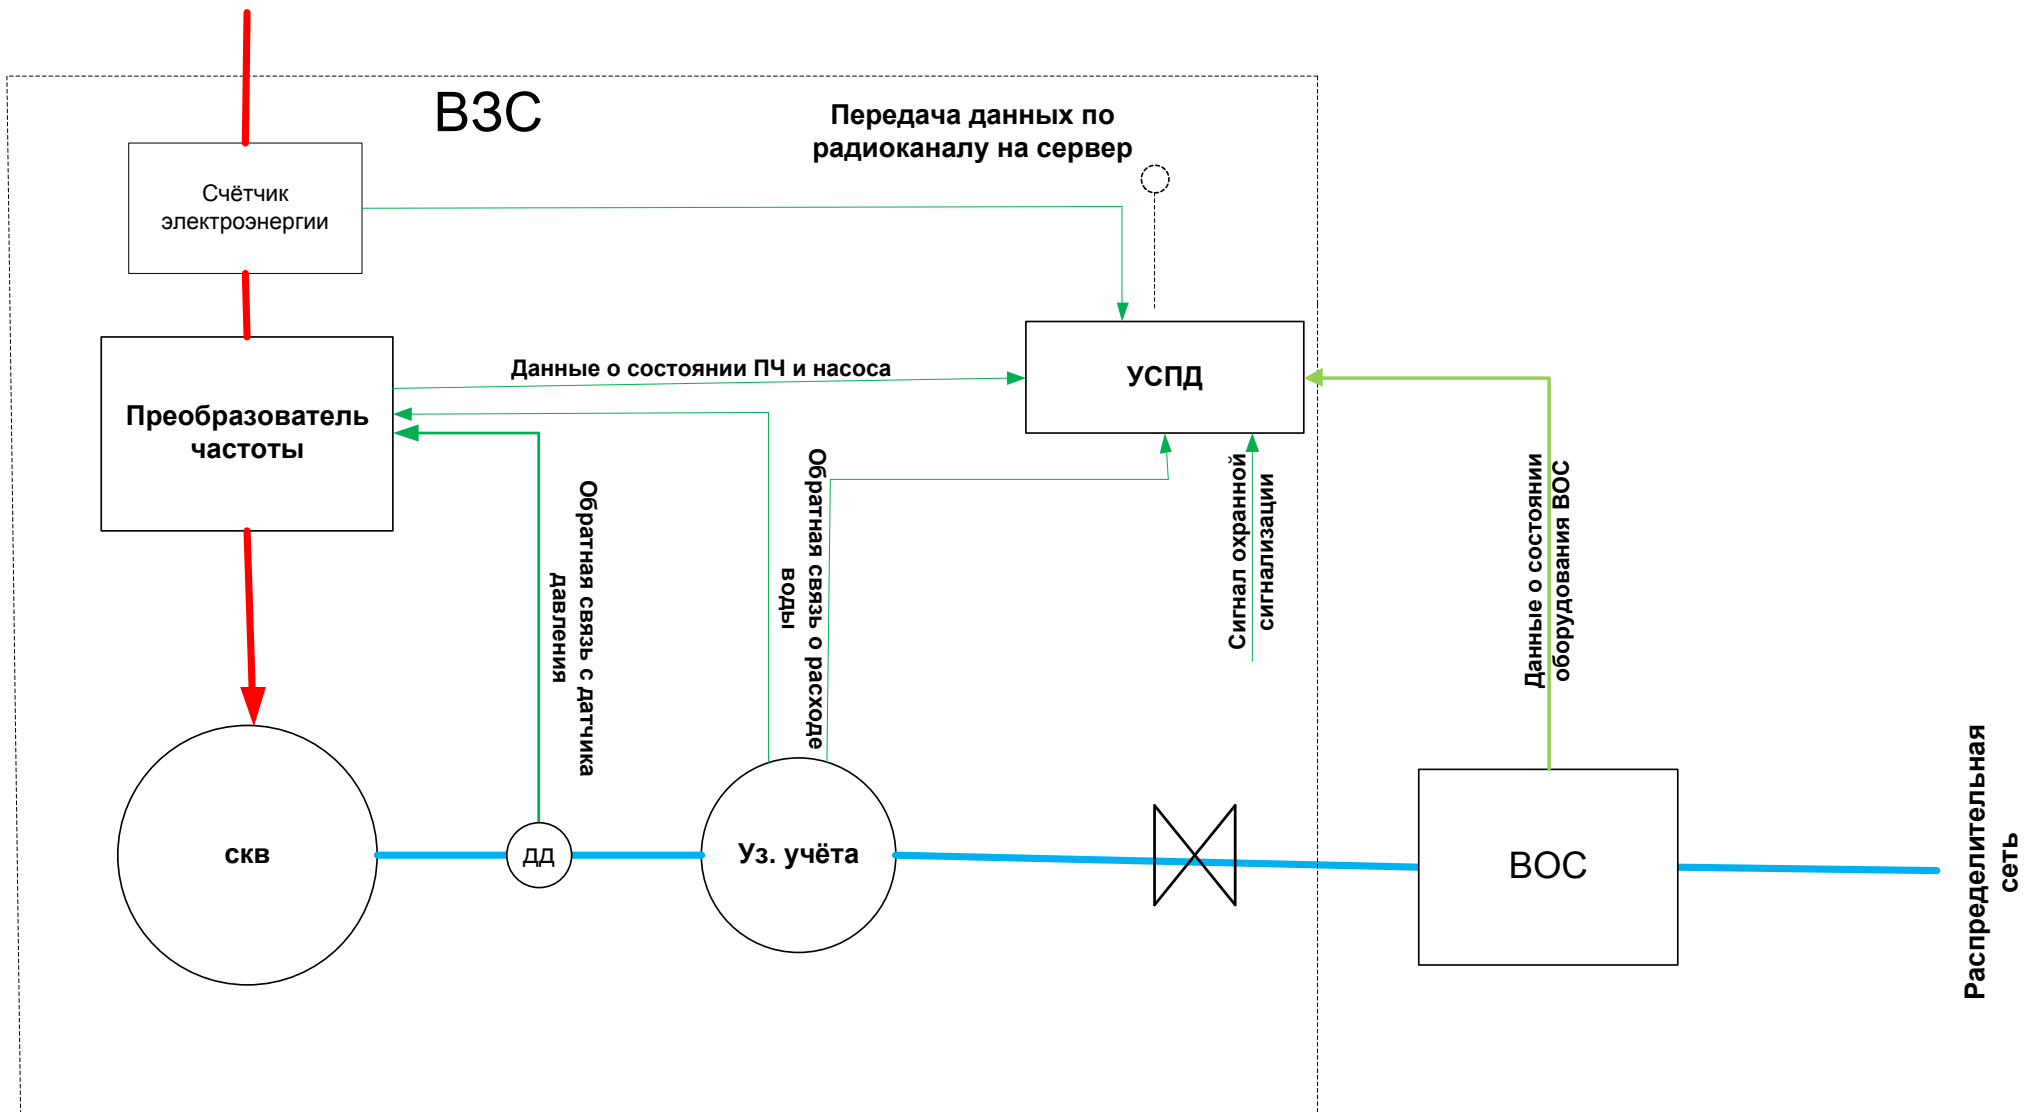 ВЗС
Передача данных по
радиоканалу на сервер
Счётчик
электроэнергии
Данные о состоянии ПЧ и насоса
УСПД
Преобразователь
частоты
Обратная связь с датчика
давления
Обратная связь о расходе
воды
Сигнал охранной
сигнализации
Данные о состоянии
оборудования ВОС
скв
дд
Уз. учёта
ВОС
Распределительная
сеть